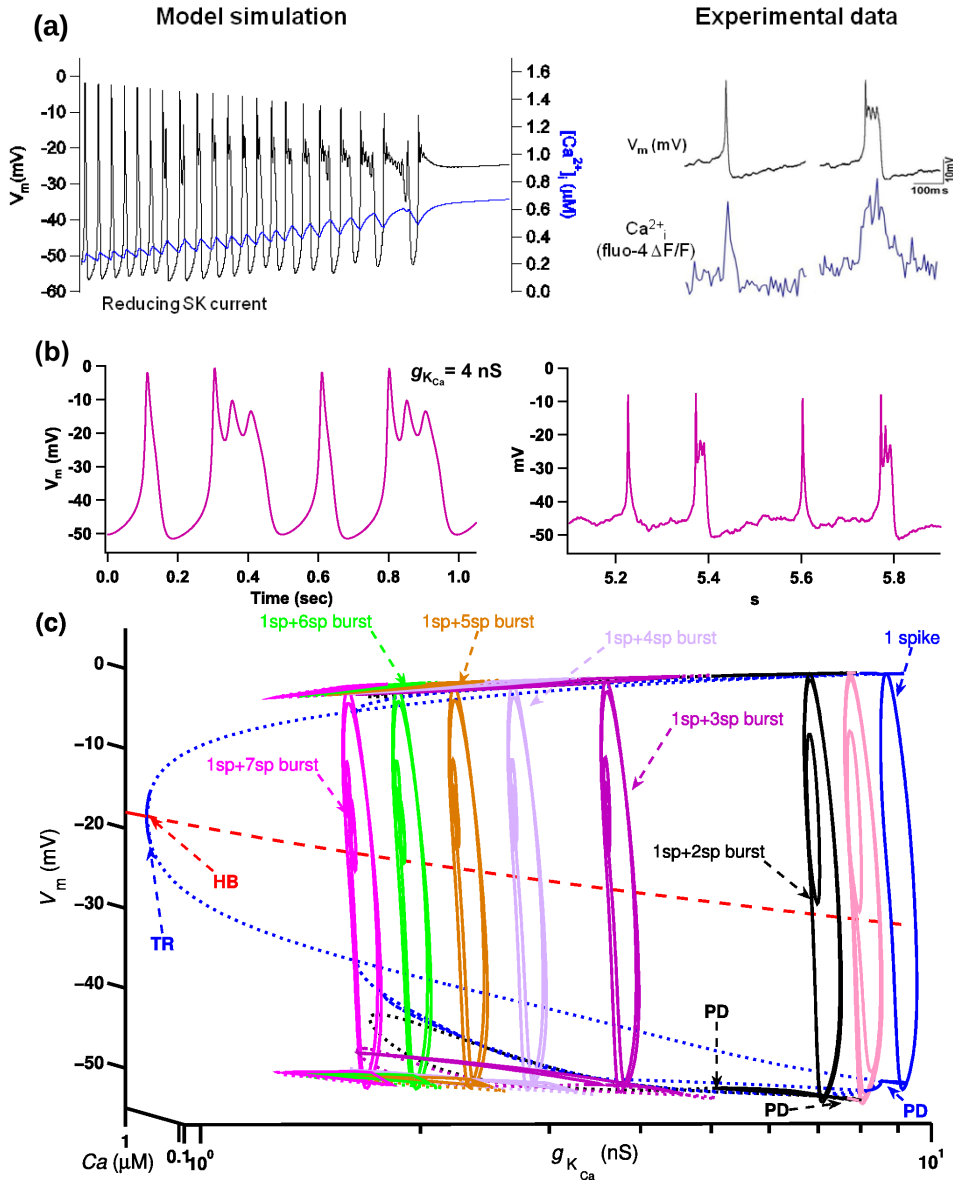 Model simulation
Experimental data
(a)
0
-10
-20
-30
-40
-50
-60
Vm(mV)
1.6
1.4
1.2
1.0
0.8
0.6
0.4
0.2
0.0
[Ca2+]i (μM)
Reducing SK current
Vm (mV)
10mV
100ms
Ca2+i
(fluo-4 ΔF/F)
(b)
gKCa = 4 nS
0
-10
-20
-30
-40
-50
Vm (mV)
0.0 0.2 0.4 0.6 0.8 1.0
Time (sec)
0
-10
-20
-30
-40
-50
mV
5.2 5.4 5.6 5.8
s
(c)
1sp+6sp burst
1sp+5sp burst
1sp+4sp burst
1 spike
1sp+3sp burst
1sp+7sp burst
1sp+2sp burst
0
−10
−20
−30
−40
−50
Vm (mV)
HB
TR
PD
PD
PD
1
0.1
10⁰
10¹
Ca (μM)
gKCa (nS)